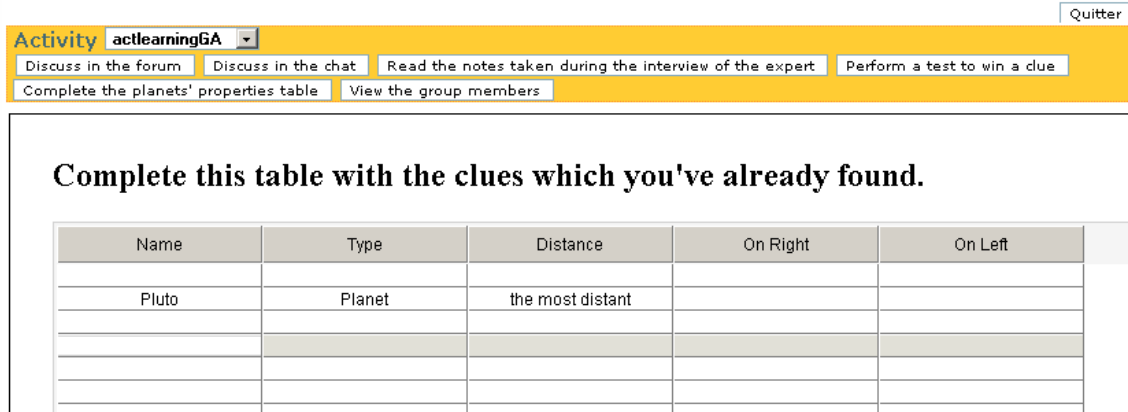 Quitter
Activity actlearningGA
Discuss in the forum Discuss in the chat Read the notes taken during the interview of the expert Perform a test to win a clue
Complete the planets' properties table View the group members
Complete this table with the clues which you've already found.
Name Type Distance On Right On Left
Pluto Planet the most distant